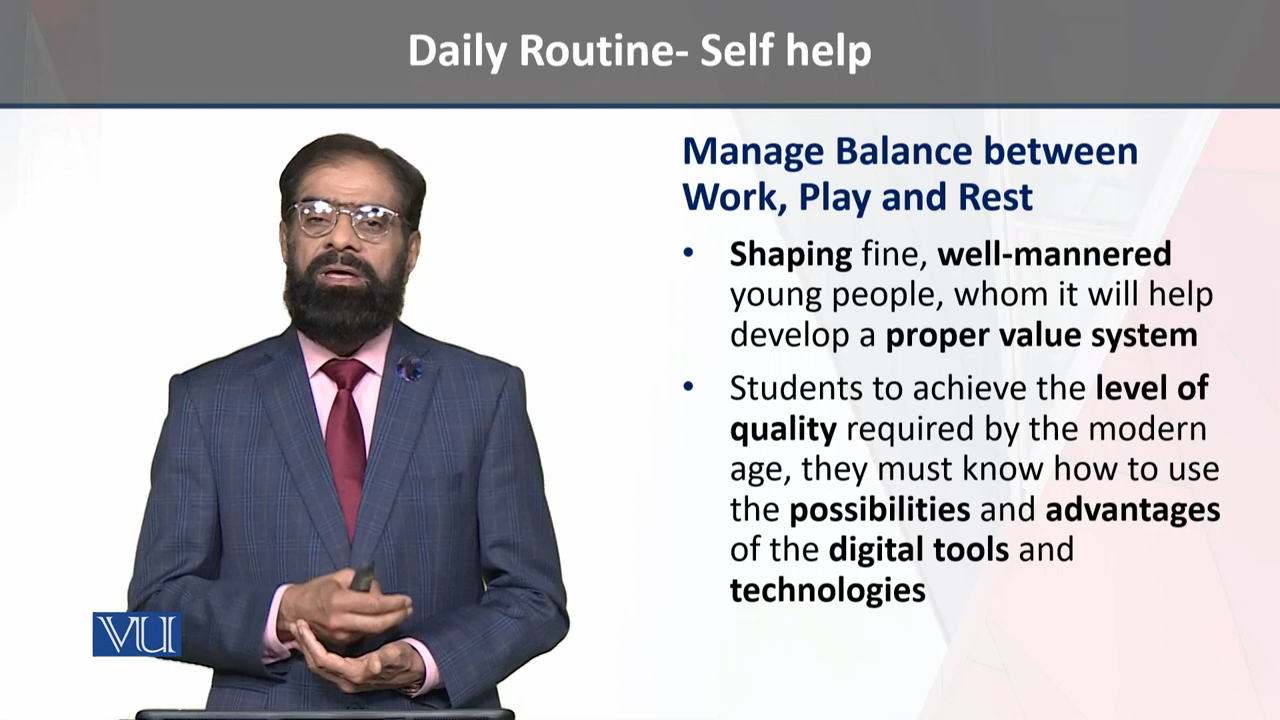 Daily Routine- Self help
Manage Balance between
Work, Play and Rest
• Shaping fine, well-mannered
young people, whom it will help
develop a proper value system
• Students to achieve the level of
quality required by the modern
age, they must know how to use
the possibilities and advantages
of the digital tools and
technologies
VU